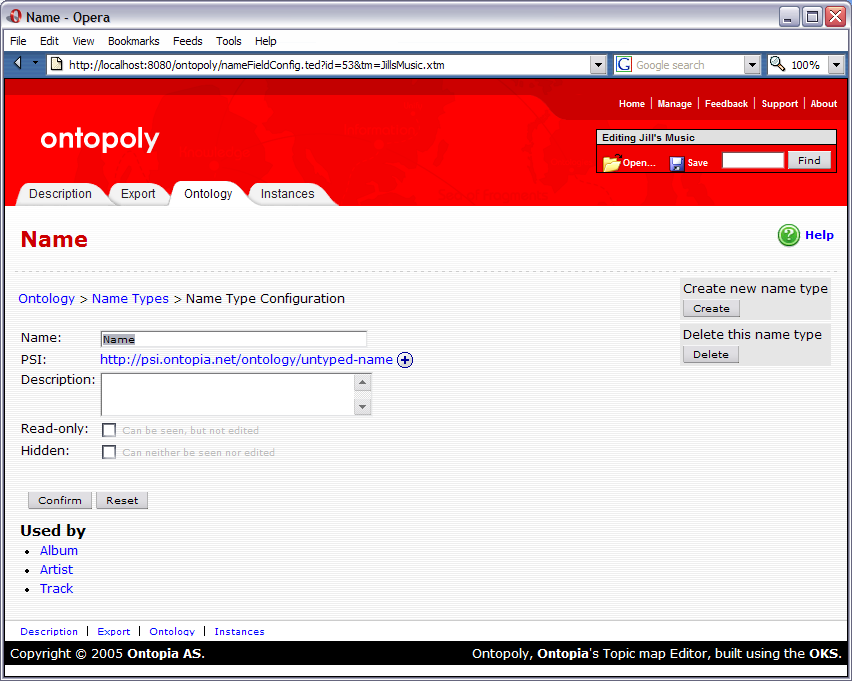 Name - Opera
File Edit View Bookmarks Feeds Tools Help
http://localhost:8080/ontopoly/nameFieldConfig.ted?id=53&tm=JillsMusic.xtm G Google search 100%
Home | Manage | Feedback | Support | About
ontopoly
Editing Jill's Music
Open... Save Find
Description Export Ontology Instances
Name
? Help
Ontology > Name Types > Name Type Configuration
Create new name type
Create
Delete this name type
Delete
Name: Name
PSI: http://psi.ontopia.net/ontology/untyped-name
Description:
Read-only: Can be seen, but not edited
Hidden: Can neither be seen nor edited
Confirm Reset
Used by
• Album
• Artist
• Track
Description | Export | Ontology | Instances
Copyright © 2005 Ontopia AS. Ontopoly, Ontopia's Topic map Editor, built using the OKS.